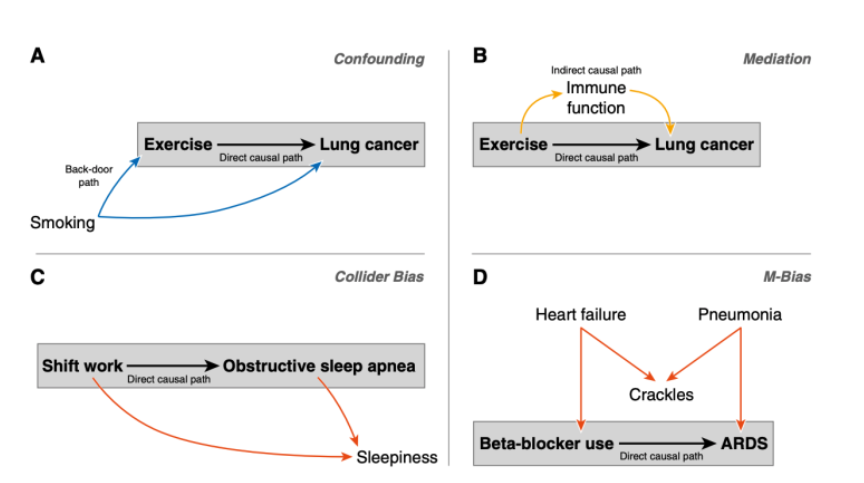 A
Confounding
Exercise
Lung cancer
Direct causal path
Back-door
path
Smoking
B
Mediation
Indirect causal path
Immune
function
Exercise
Lung cancer
Direct causal path
C
Collider Bias
Shift work
Obstructive sleep apnea
Direct causal path
Sleepiness
D
M-Bias
Heart failure
Pneumonia
Crackles
Beta-blocker use
ARDS
Direct causal path